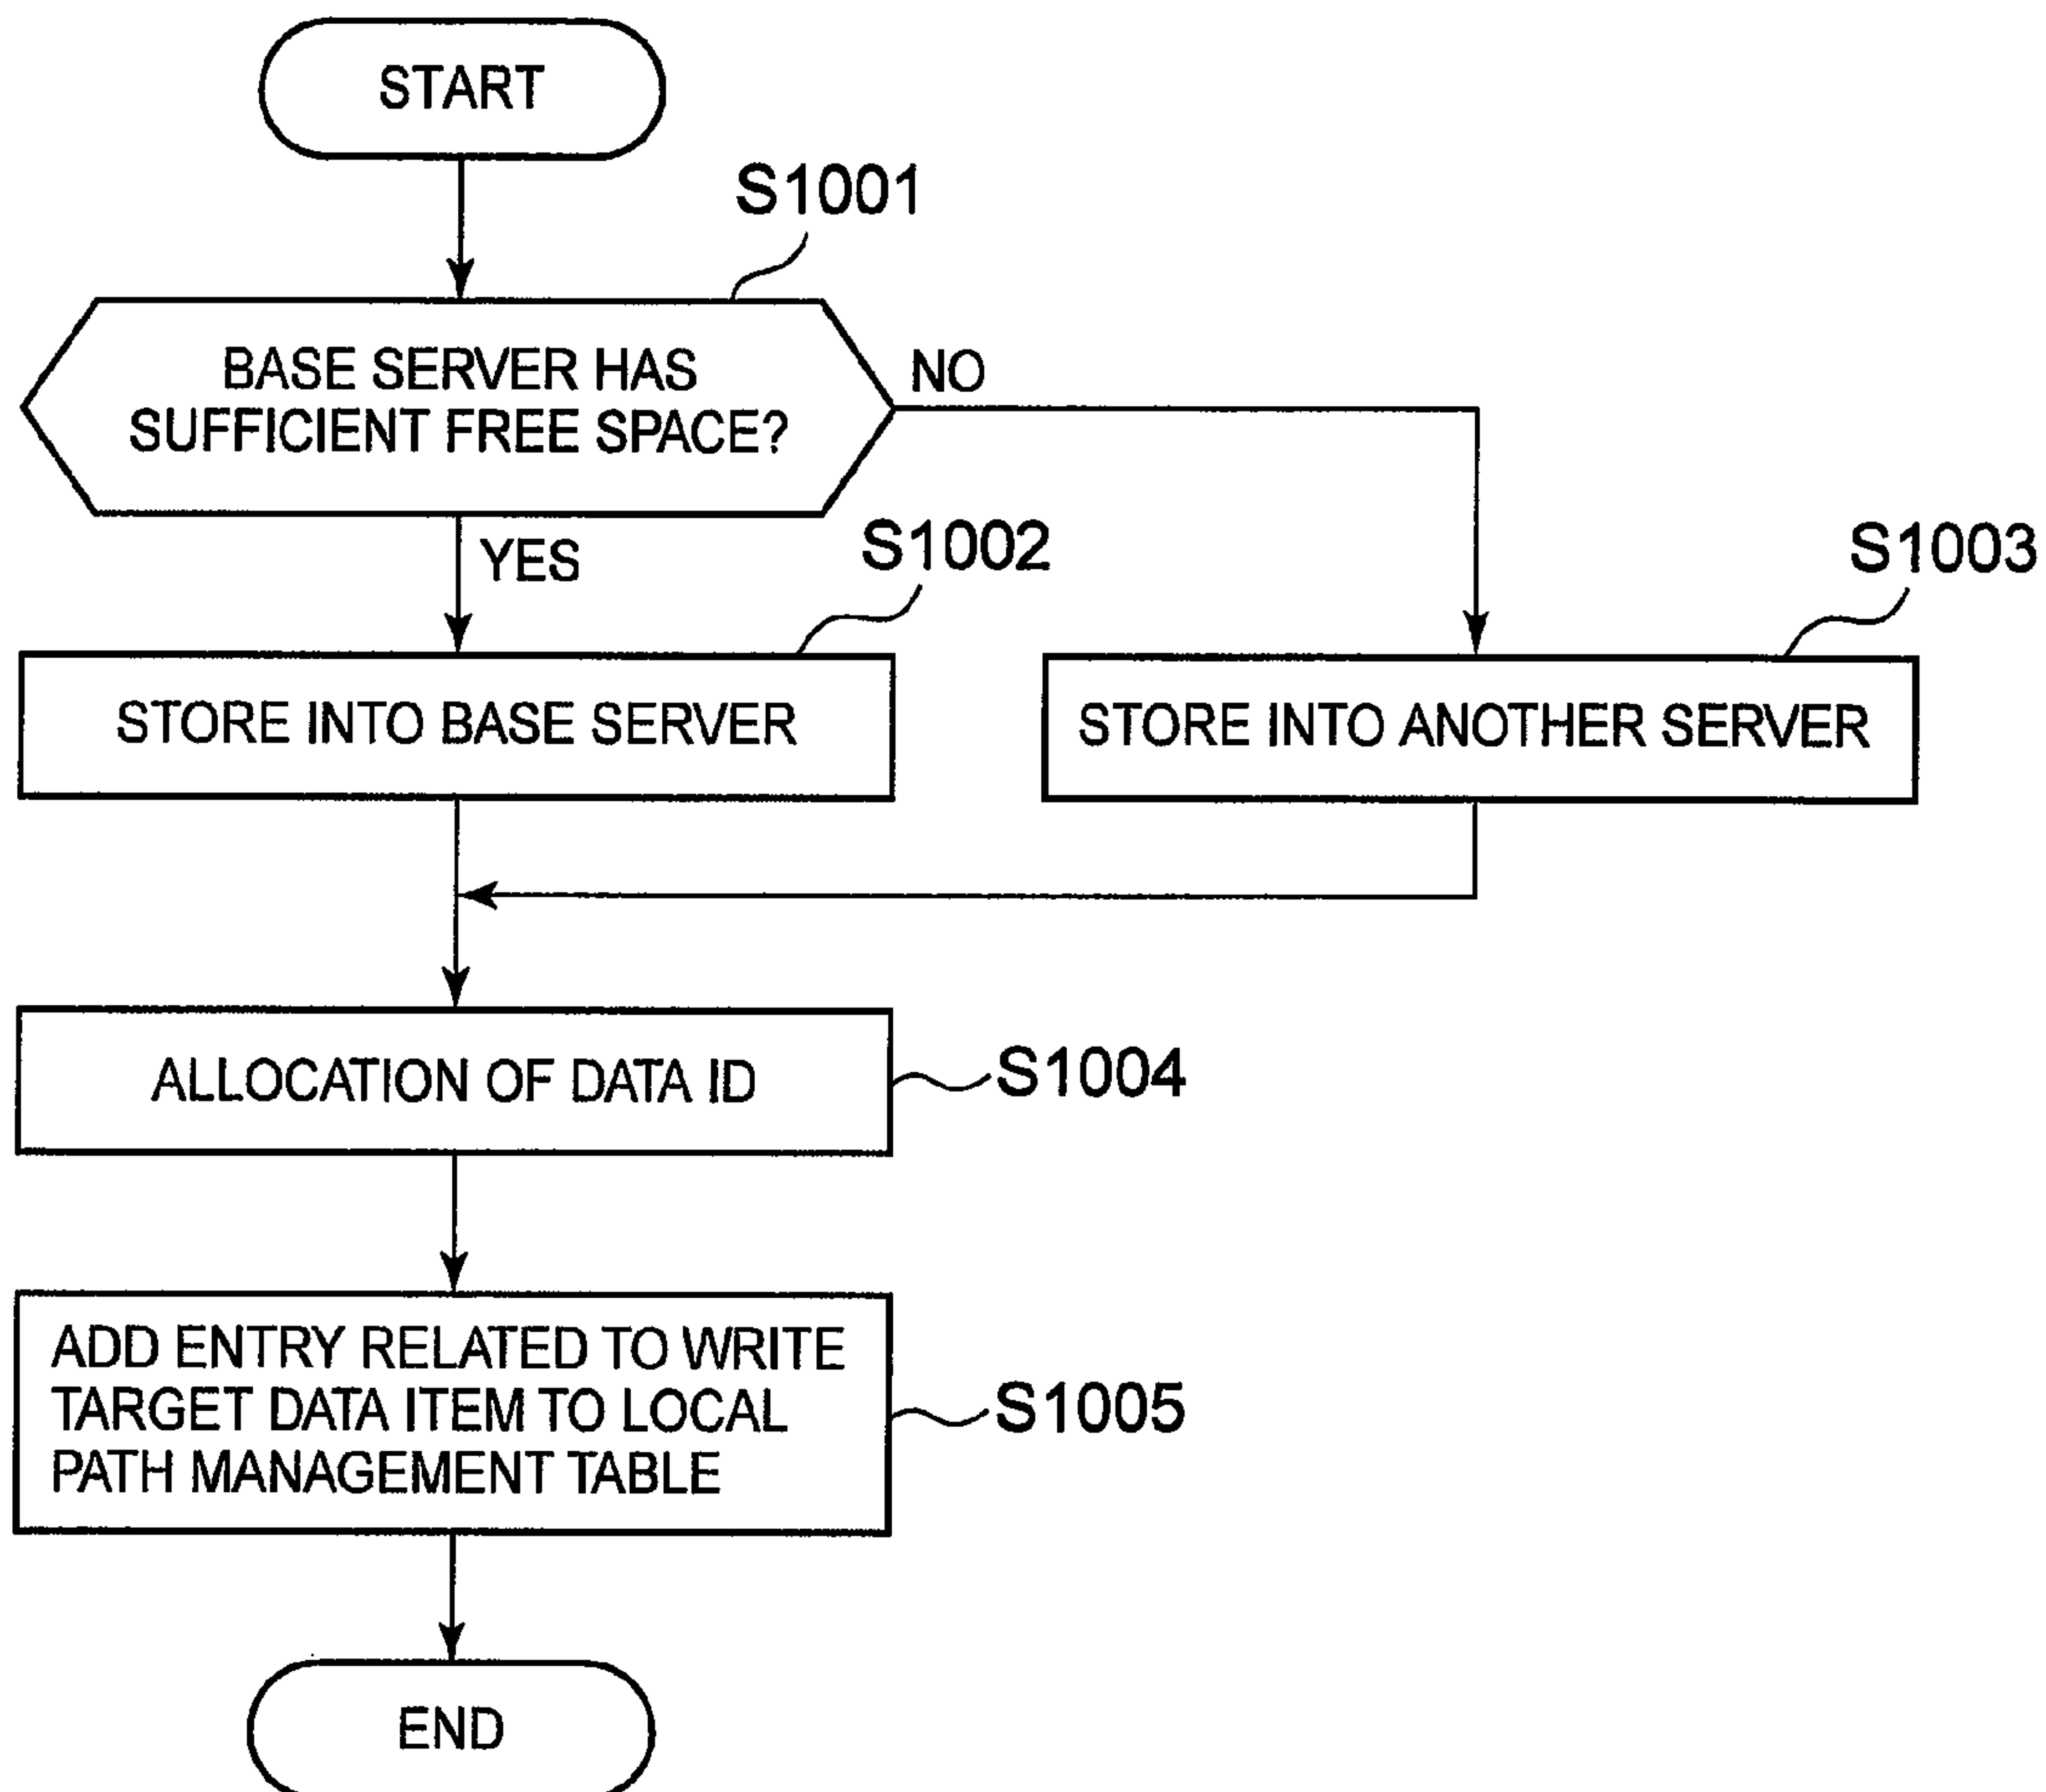 START
S1001
BASE SERVER HAS
SUFFICIENT FREE SPACE?
NO
YES
S1002
S1003
STORE INTO BASE SERVER
STORE INTO ANOTHER SERVER
ALLOCATION OF DATA ID
S1004
ADD ENTRY RELATED TO WRITE
TARGET DATA ITEM TO LOCAL
PATH MANAGEMENT TABLE
S1005
END